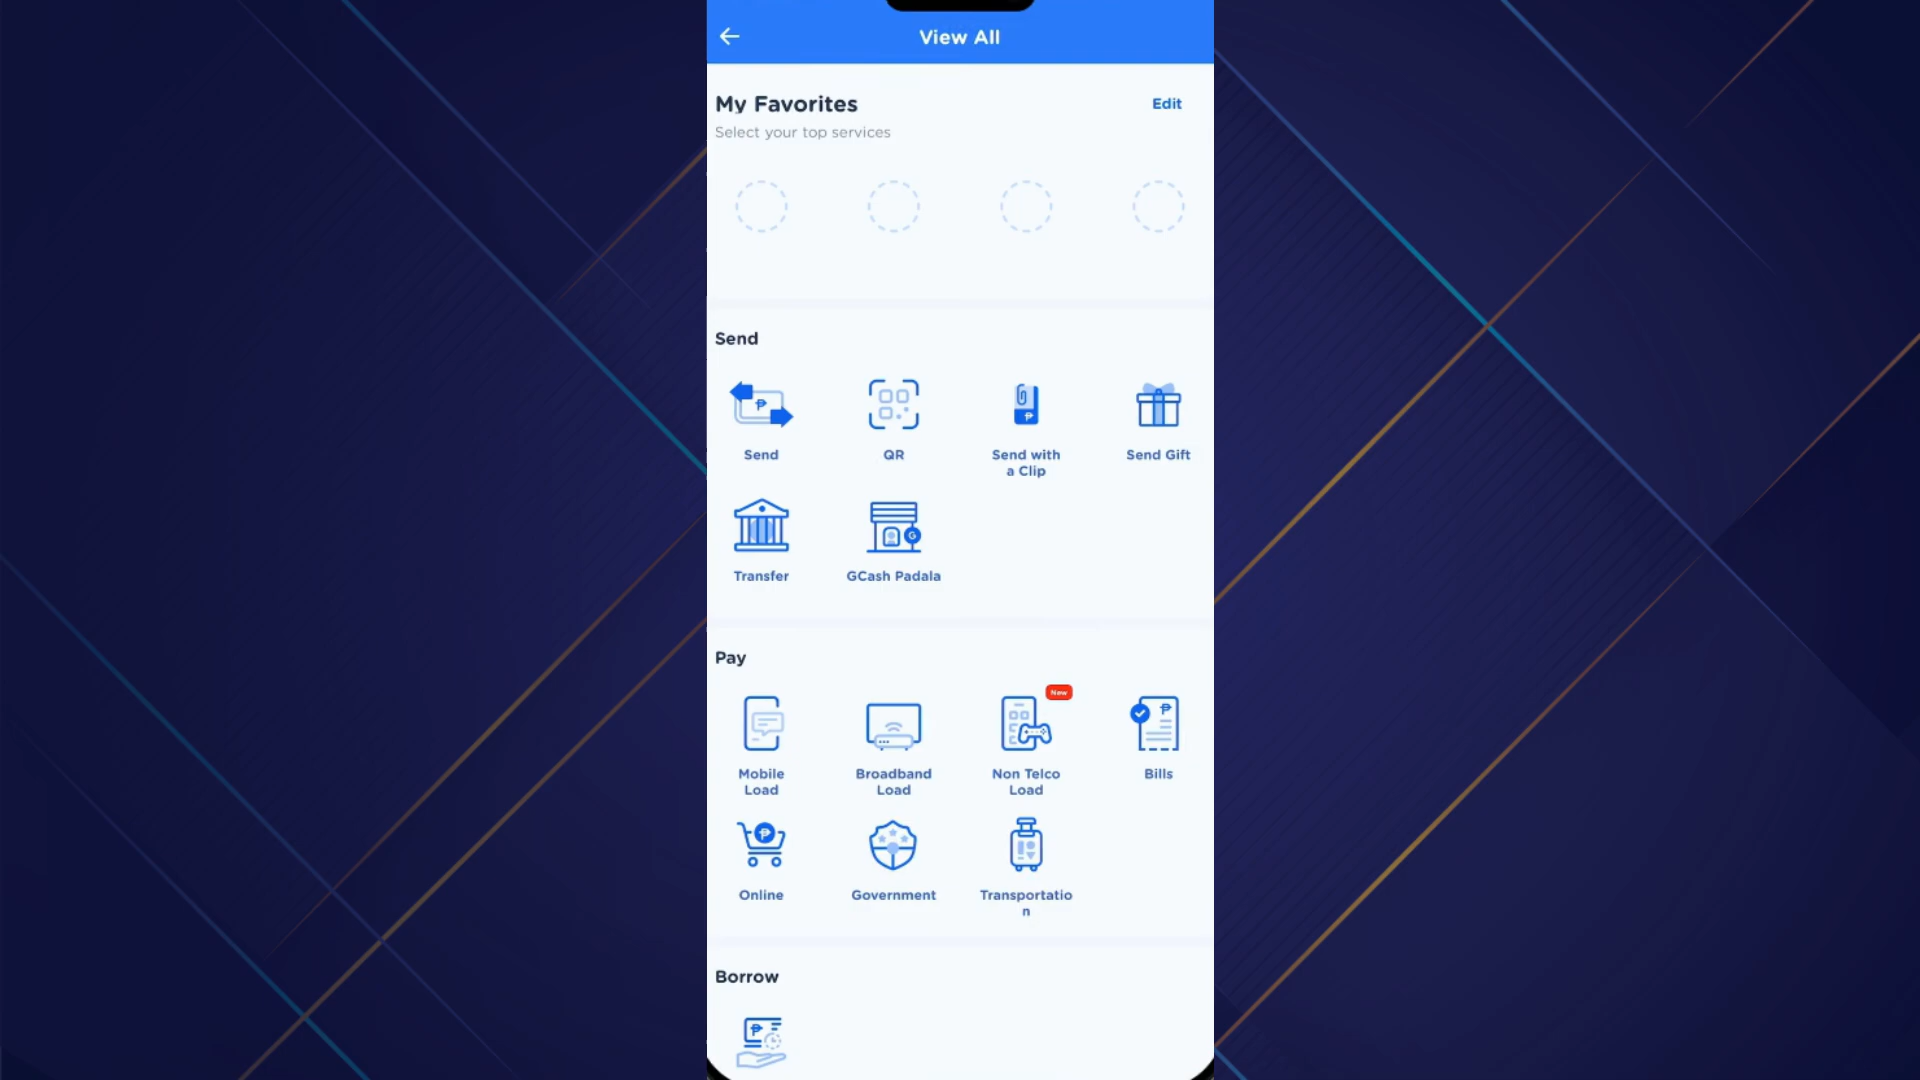 View All
My Favorites
Edit
Select your top services
Send
Send
QR
Send with
a Clip
Send Gift
Transfer
GCash Padala
Pay
New
Mobile
Load
Broadband
Load
Non Telco
Load
Bills
Online
Government
Transportatio
n
Borrow